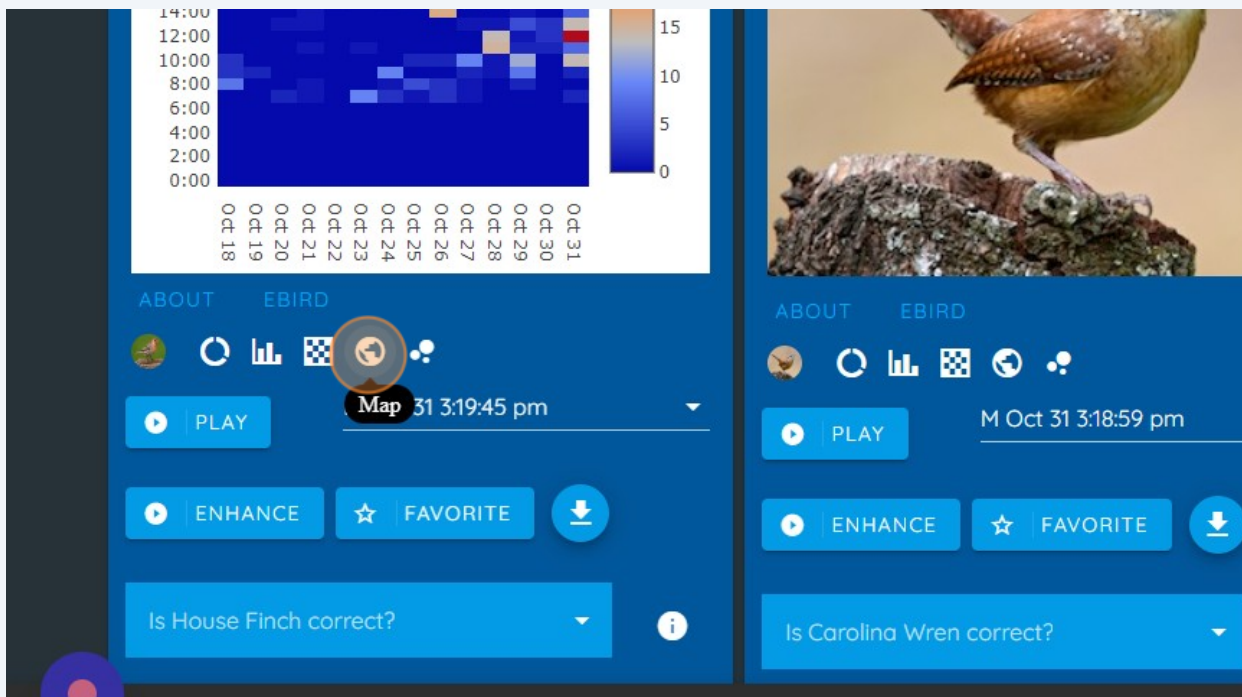 14:00
12:00
10:00
8:00
6:00
4:00
2:00
0:00
15
10
5
0
Oct 18
Oct 19
Oct 20
Oct 21
Oct 22
Oct 23
Oct 24
Oct 25
Oct 26
Oct 27
Oct 28
Oct 29
Oct 30
Oct 31
ABOUT EBIRD
Map 31 3:19:45 pm
PLAY
ENHANCE FAVORITE
Is House Finch correct?
ABOUT EBIRD
PLAY M Oct 31 3:18:59 pm
ENHANCE FAVORITE
Is Carolina Wren correct?